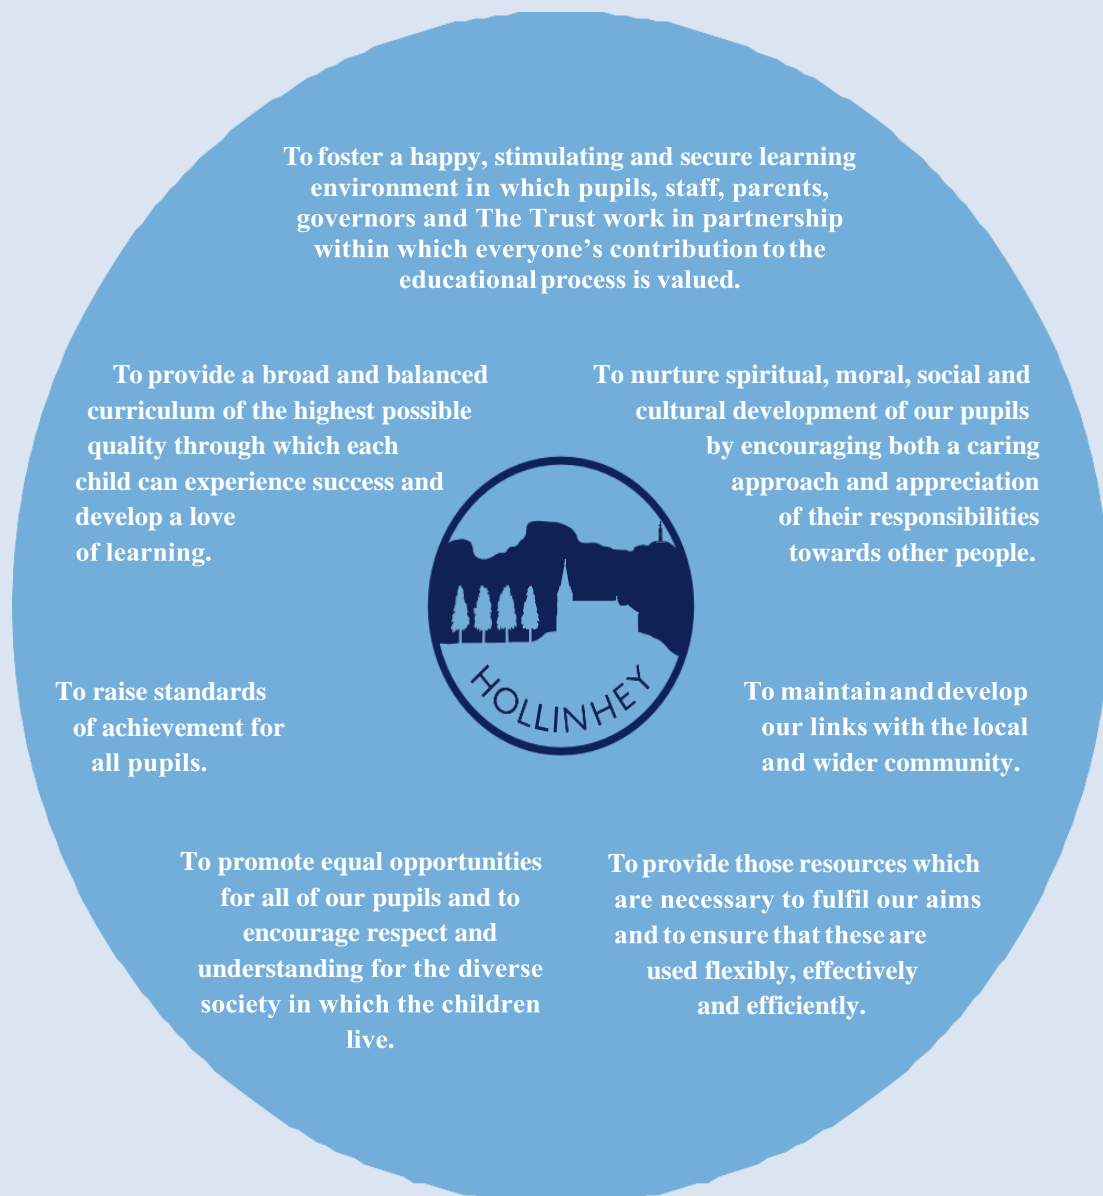 To foster a happy, stimulating and secure learning
environment in which pupils, staff, parents,
governors and The Trust work in partnership
within which everyone’s contribution to the
educational process is valued.
To provide a broad and balanced
curriculum of the highest possible
quality through which each
child can experience success and
develop a love
of learning.
To nurture spiritual, moral, social and
cultural development of our pupils
by encouraging both a caring
approach and appreciation
of their responsibilities
towards other people.
HOLLINHEY
To raise standards
of achievement for
all pupils.
To maintain and develop
our links with the local
and wider community.
To promote equal opportunities
for all of our pupils and to
encourage respect and
understanding for the diverse
society in which the children
live.
To provide those resources which
are necessary to fulfil our aims
and to ensure that these are
used flexibly, effectively
and efficiently.